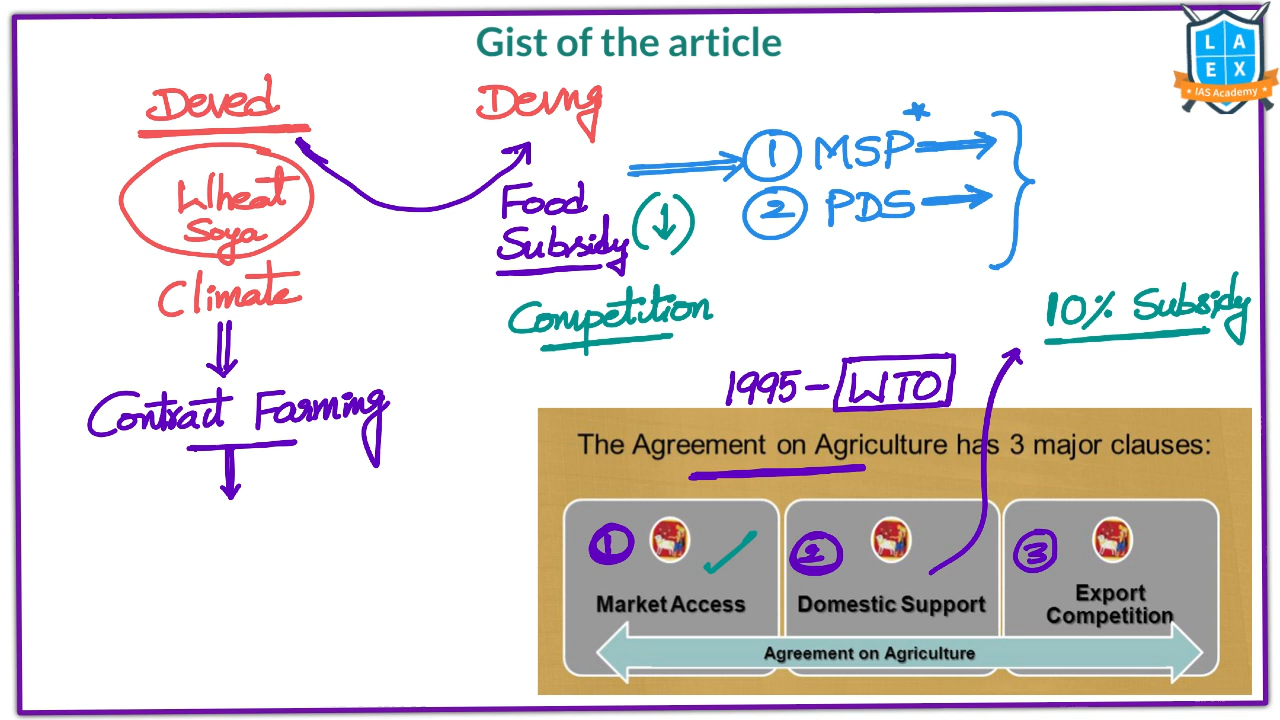 Gist of the article
L A
E X
IAS Academy
Deved
Wheat
Soya
Climate
Contract Farming
Devng
Food
Subsidy (↓)
Competition
① MSP*
② PDS
10% Subsidy
1995 - WTO
The Agreement on Agriculture has 3 major clauses:
①
Market Access
②
Domestic Support
③
Export
Competition
Agreement on Agriculture